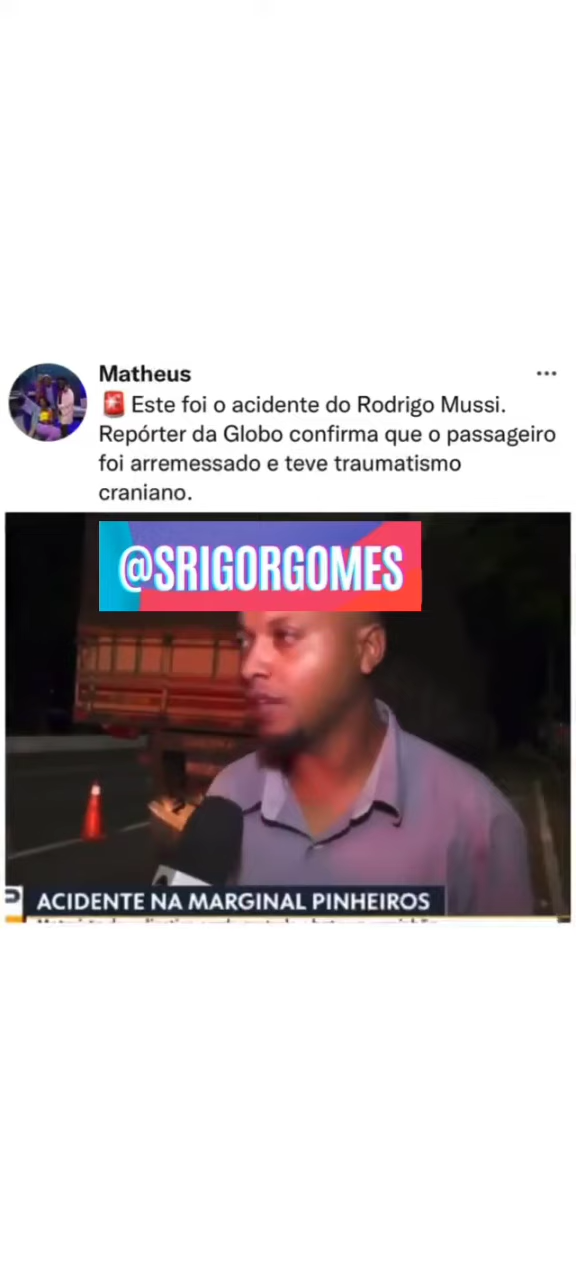 Matheus
🚨 Este foi o acidente do Rodrigo Mussi.
Repórter da Globo confirma que o passageiro
foi arremessado e teve traumatismo
craniano.
@SRIGORGOMES
ACIDENTE NA MARGINAL PINHEIROS